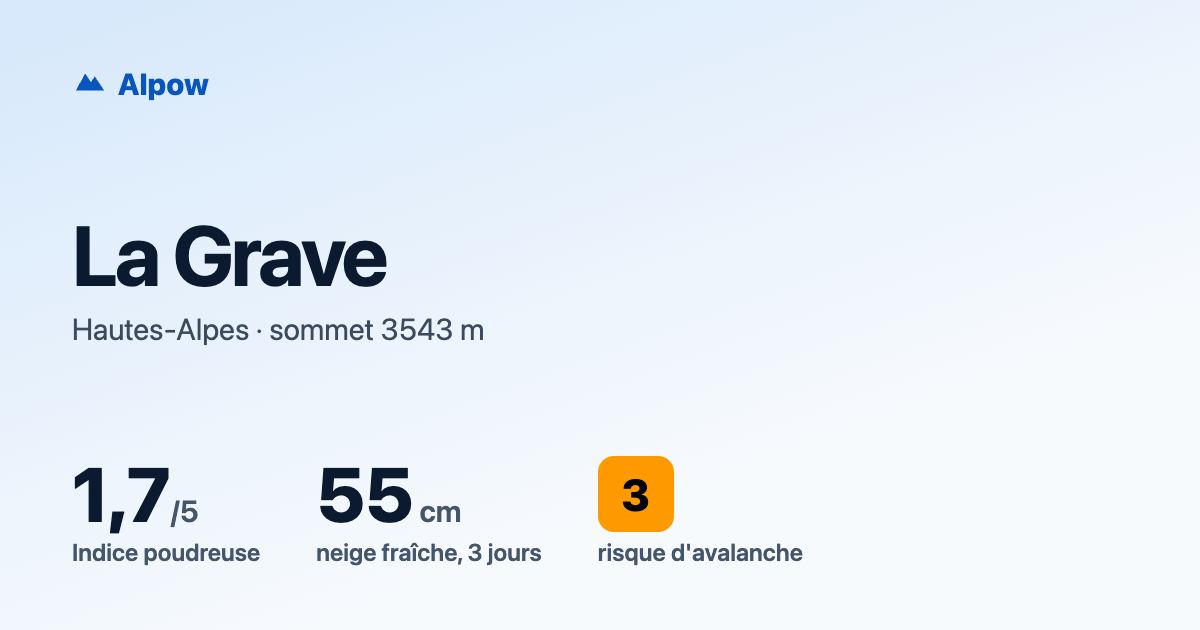 Alpow
La Grave
Hautes-Alpes · sommet 3543 m
1,7/5
Indice poudreuse
55 cm
neige fraîche, 3 jours
3
risque d'avalanche